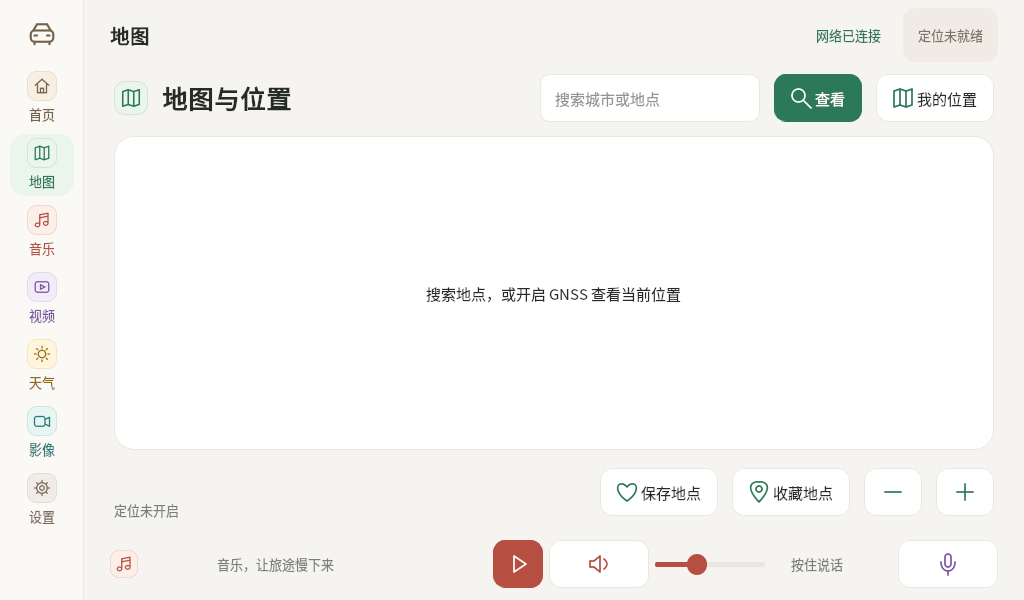 地图
网络已连接
定位未就绪
首页
地图
音乐
视频
天气
影像
设置
地图与位置
搜索城市或地点
查看
我的位置
搜索地点，或开启 GNSS 查看当前位置
定位未开启
保存地点
收藏地点
音乐，让旅途慢下来
按住说话